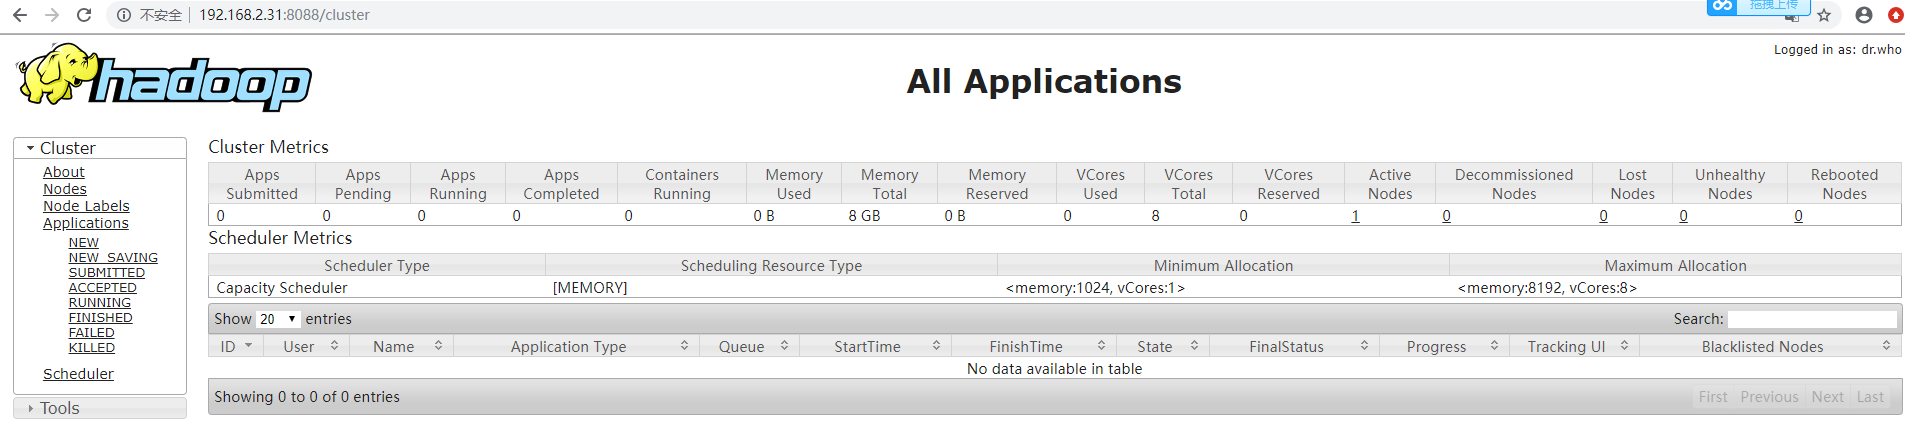 不安全 192.168.2.31:8088/cluster
拖拽上传
Logged in as: dr.who
hadoop
All Applications
Cluster
About
Nodes
Node Labels
Applications
NEW
NEW_SAVING
SUBMITTED
ACCEPTED
RUNNING
FINISHED
FAILED
KILLED
Scheduler
Tools
Cluster Metrics
Apps Submitted Apps Pending Apps Running Apps Completed Containers Running Memory Used Memory Total Memory Reserved VCores Used VCores Total VCores Reserved Active Nodes Decommissioned Nodes Lost Nodes Unhealthy Nodes Rebooted Nodes
0 0 0 0 0 0 B 8 GB 0 B 0 8 0 1 0 0 0 0
Scheduler Metrics
Scheduler Type Scheduling Resource Type Minimum Allocation Maximum Allocation
Capacity Scheduler [MEMORY] <memory:1024, vCores:1> <memory:8192, vCores:8>
Show 20 entries Search:
ID User Name Application Type Queue StartTime FinishTime State FinalStatus Progress Tracking UI Blacklisted Nodes
No data available in table
Showing 0 to 0 of 0 entries First Previous Next Last